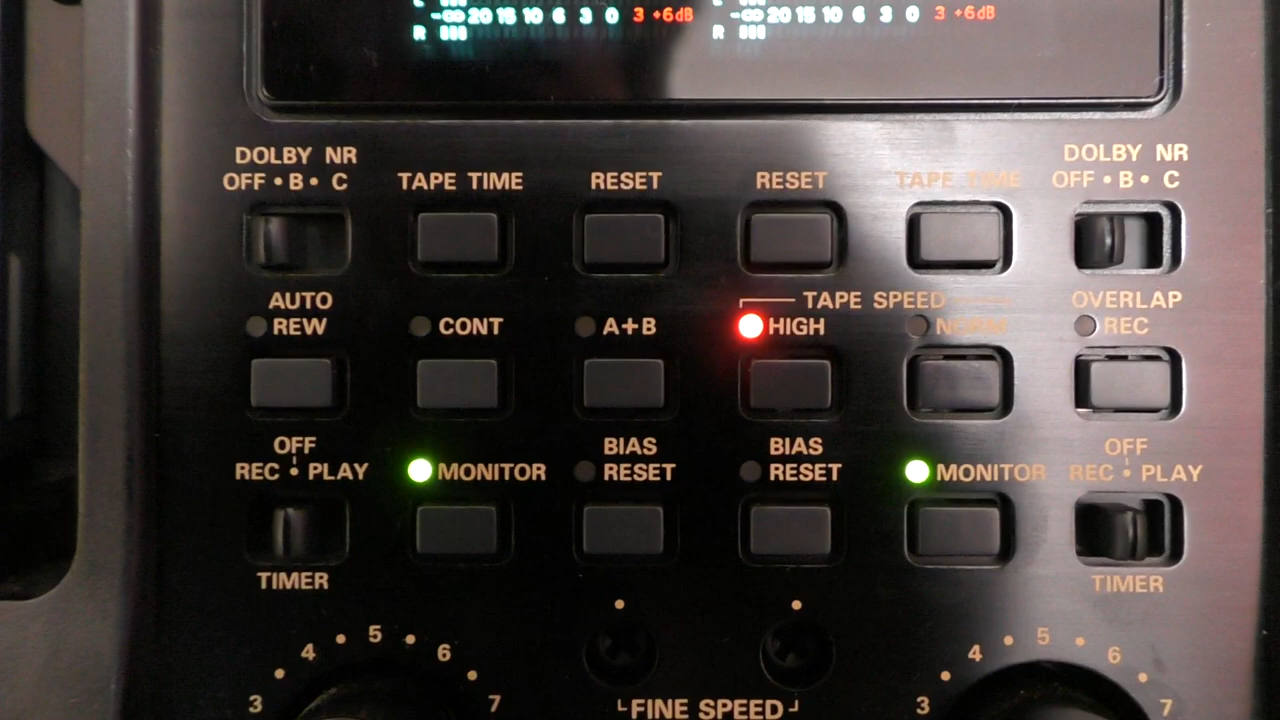 -∞ 20 15 10 6 3 0 3 +6dB -∞ 20 15 10 6 3 0 3 +6dB
R R
DOLBY NR DOLBY NR
OFF • B • C TAPE TIME RESET RESET TAPE TIME OFF • B • C
AUTO TAPE SPEED OVERLAP
REW CONT A+B HIGH NORM REC
OFF BIAS BIAS OFF
REC • PLAY MONITOR RESET RESET MONITOR REC • PLAY
TIMER TIMER
3 4 5 6 7 3 4 5 6 7
FINE SPEED